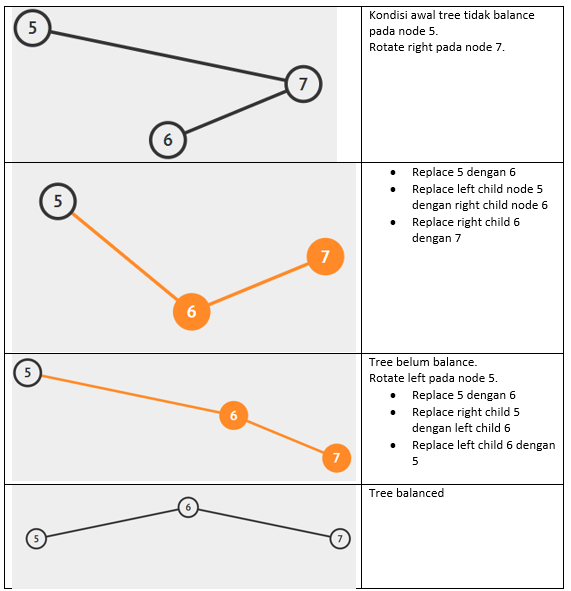 5
7
6
Kondisi awal tree tidak balance
pada node 5.
Rotate right pada node 7.
5
7
6
• Replace 5 dengan 6
• Replace left child node 5
dengan right child node 6
• Replace right child 6
dengan 7
5
6
7
Tree belum balance.
Rotate left pada node 5.
• Replace 5 dengan 6
• Replace right child 5
dengan left child 6
• Replace left child 6 dengan
5
6
5
7
Tree balanced